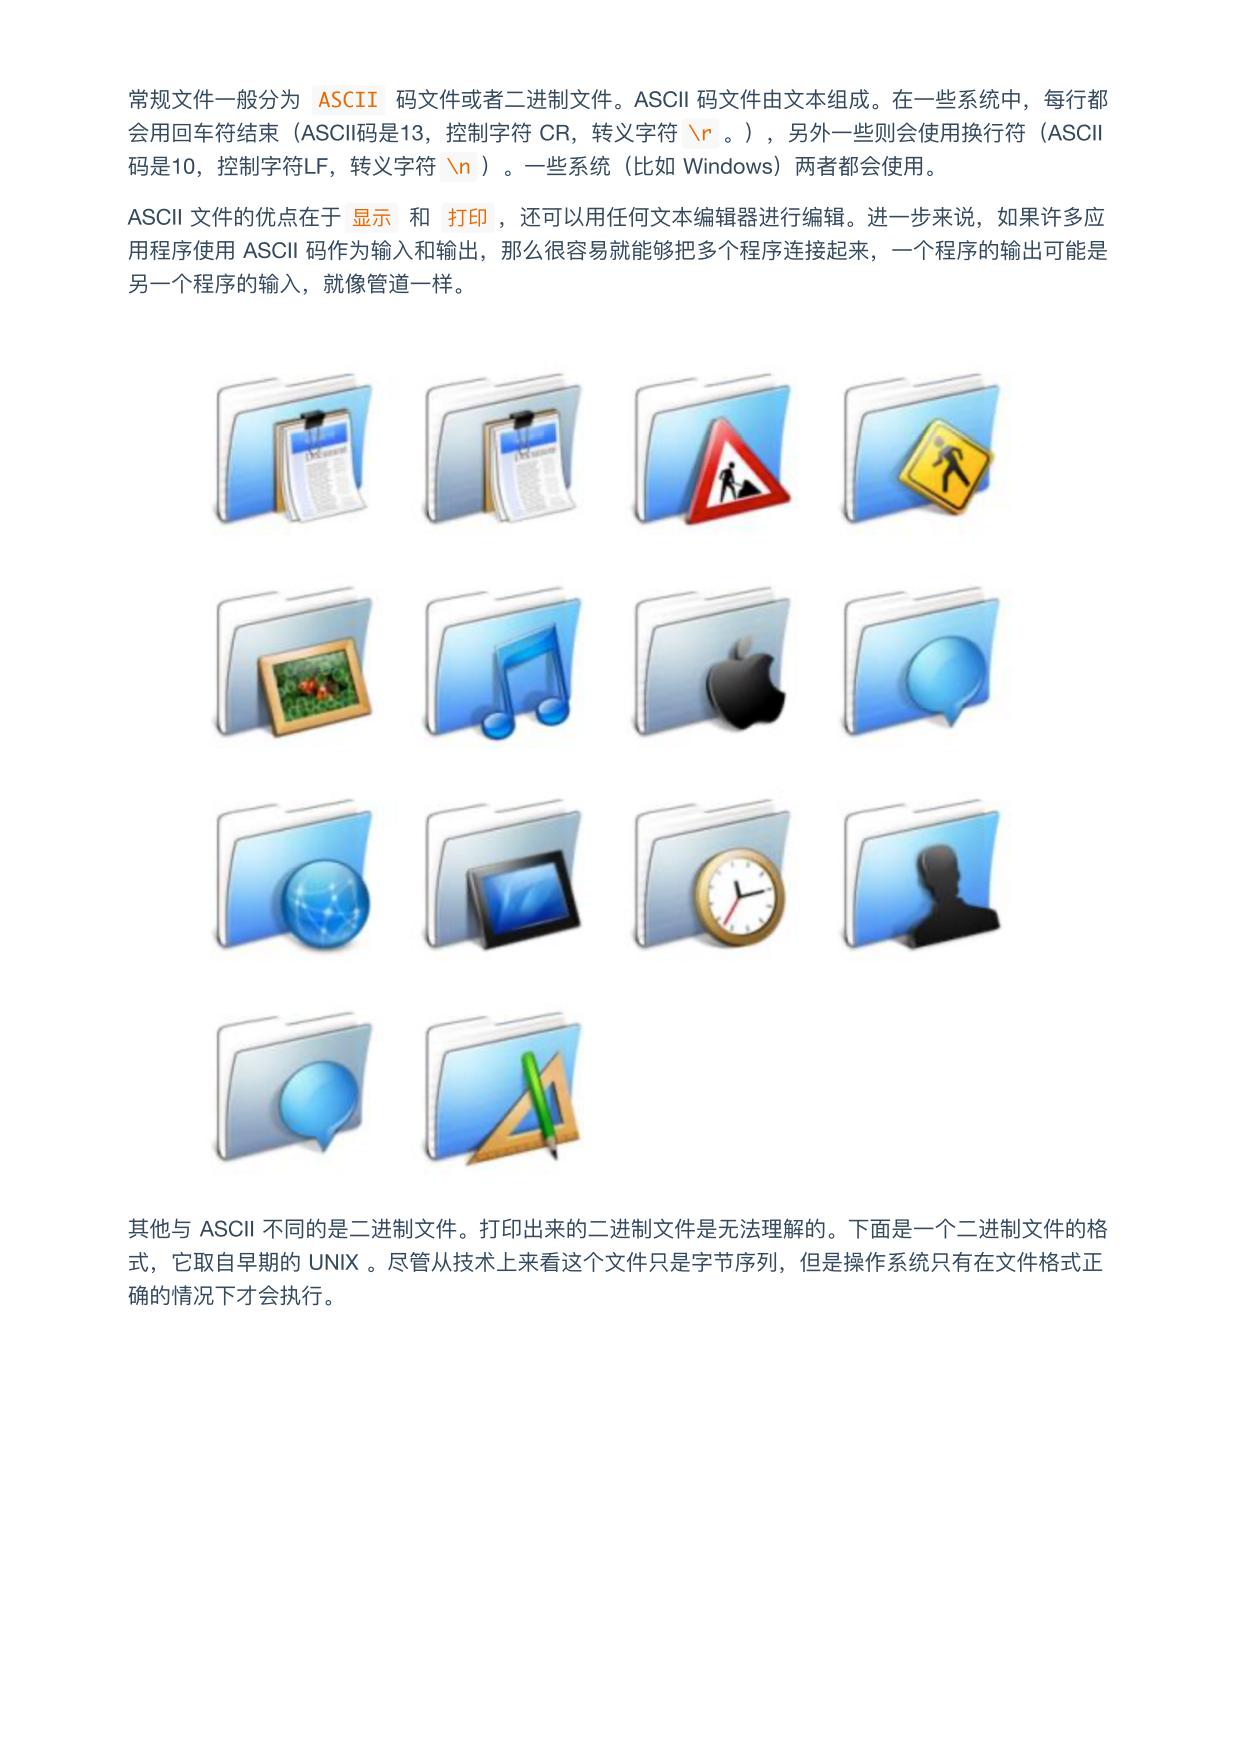 常规文件一般分为 ASCII 码文件或者二进制文件。ASCII 码文件由文本组成。在一些系统中，每行都
会用回车符结束（ASCII码是13，控制字符 CR，转义字符 \r 。），另外一些则会使用换行符（ASCII
码是10，控制字符LF，转义字符 \n ）。一些系统（比如 Windows）两者都会使用。
ASCII 文件的优点在于 显示 和 打印 ，还可以用任何文本编辑器进行编辑。进一步来说，如果许多应
用程序使用 ASCII 码作为输入和输出，那么很容易就能够把多个程序连接起来，一个程序的输出可能是
另一个程序的输入，就像管道一样。
其他与 ASCII 不同的是二进制文件。打印出来的二进制文件是无法理解的。下面是一个二进制文件的格
式，它取自早期的 UNIX 。尽管从技术上来看这个文件只是字节序列，但是操作系统只有在文件格式正
确的情况下才会执行。